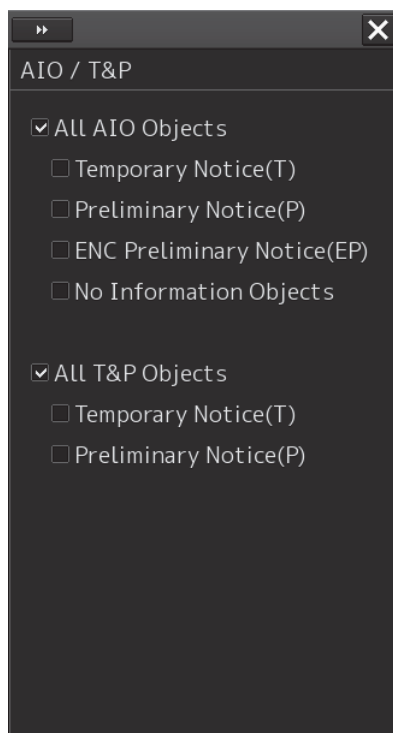 AIO / T&P
All AIO Objects
Temporary Notice(T)
Preliminary Notice(P)
ENC Preliminary Notice(EP)
No Information Objects
All T&P Objects
Temporary Notice(T)
Preliminary Notice(P)